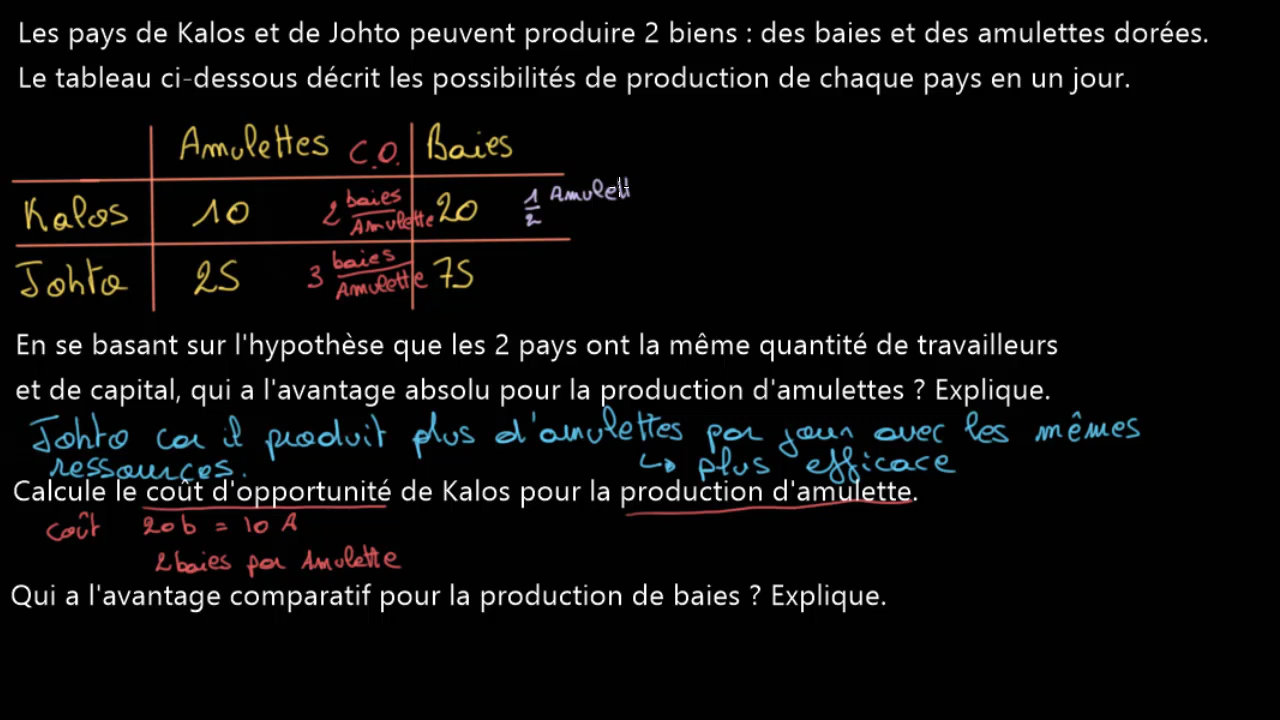 Les pays de Kalos et de Johto peuvent produire 2 biens : des baies et des amulettes dorées.
Le tableau ci-dessous décrit les possibilités de production de chaque pays en un jour.
Amulettes C.O. Baies
Kalos 10 2 baies/Amulette 20 1/2 Amulett
Johto 25 3 baies/Amulette 75
En se basant sur l'hypothèse que les 2 pays ont la même quantité de travailleurs
et de capital, qui a l'avantage absolu pour la production d'amulettes ? Explique.
Johto car il produit plus d'amulettes par jour avec les mêmes
ressources. ↳ plus efficace
Calcule le coût d'opportunité de Kalos pour la production d'amulette.
coût 20 b = 10 A
2 baies par Amulette
Qui a l'avantage comparatif pour la production de baies ? Explique.